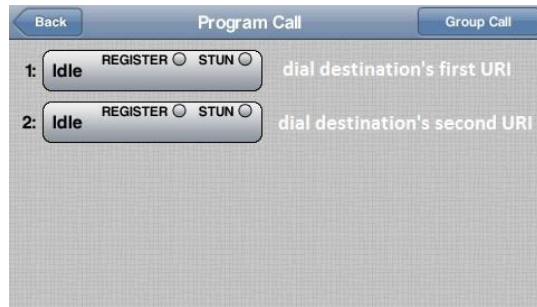 Back Program Call Group Call
1: Idle REGISTER STUN dial destination's first URI
2: Idle REGISTER STUN dial destination's second URI